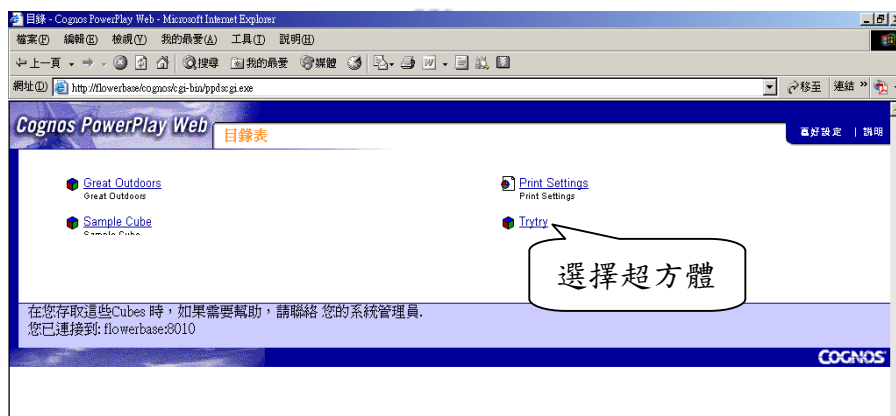 目錄 - Cognos PowerPlay Web - Microsoft Internet Explorer
檔案(F) 編輯(E) 檢視(V) 我的最愛(A) 工具(T) 說明(H)
上一頁 搜尋 我的最愛 媒體
網址(D) http://flowerbase/cognos/cgi-bin/ppdscgi.exe 移至 連結 »
Cognos PowerPlay Web 目錄表 喜好設定 | 說明
Great Outdoors Print Settings
Great Outdoors Print Settings
Sample Cube Trytry
Sample Cube
選擇超方體
在您存取這些Cubes 時，如果需要幫助，請聯絡 您的系統管理員.
您已連接到: flowerbase:8010
COGNOS